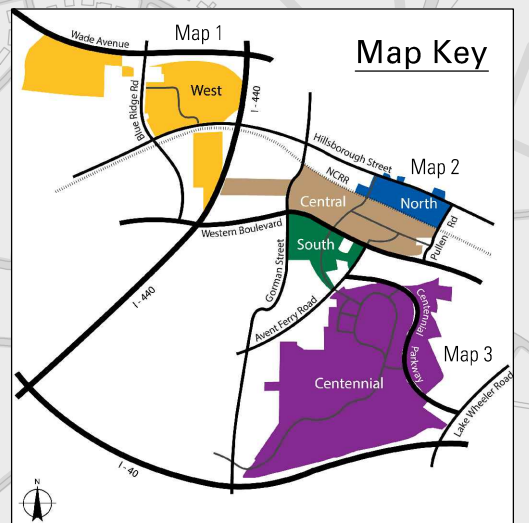 Map 1
Map Key
Wade Avenue
West
Blue Ridge Rd
I - 440
Hillsborough Street
Map 2
NCRR
Central
North
Pullen Rd
Western Boulevard
South
Gorman Street
Avent Ferry Road
I - 440
Centennial Parkway
Map 3
Centennial
Lake Wheeler Road
I - 40
N